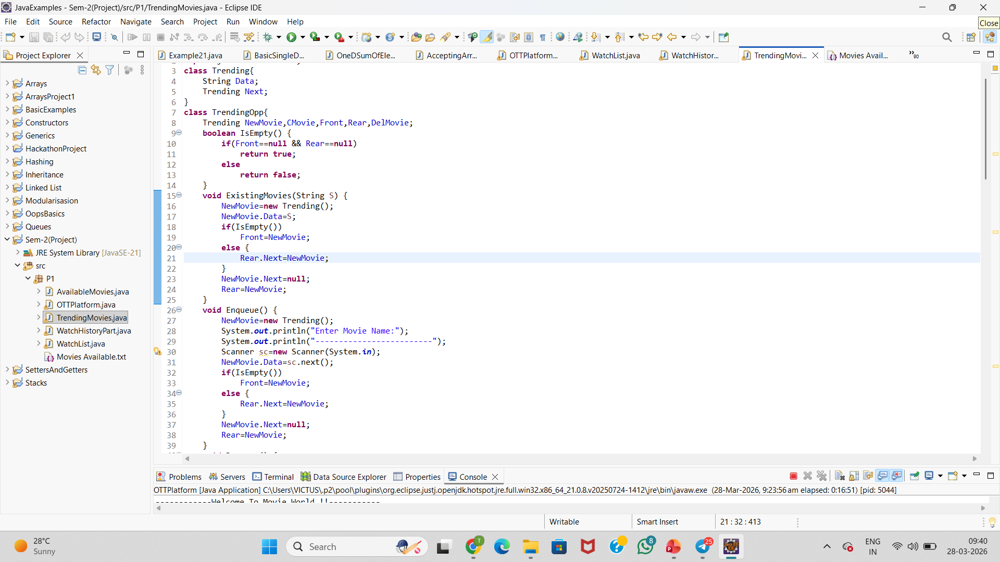 JavaExamples - Sem-2(Project)/src/P1/TrendingMovies.java - Eclipse IDE
Close
File Edit Source Refactor Navigate Search Project Run Window Help
Project Explorer
Example21.java BasicSingleD... OneDSumOfEle... AcceptingArr... OTTPlatform... WatchList.java WatchHistor... TrendingMovi... Movies Avail... 90
Arrays
ArraysProject1
BasicExamples
Constructors
Generics
HackathonProject
Hashing
Inheritance
Linked List
Modularisasion
OopsBasics
Queues
Sem-2(Project)
JRE System Library [JavaSE-21]
src
P1
AvailableMovies.java
OTTPlatform.java
TrendingMovies.java
WatchHistoryPart.java
WatchList.java
Movies Available.txt
SettersAndGetters
Stacks
3 class Trending{
4 String Data;
5 Trending Next;
6 }
7 class TrendingOpp{
8 Trending NewMovie,CMovie,Front,Rear,DelMovie;
9 boolean IsEmpty() {
10 if(Front==null && Rear==null)
11 return true;
12 else
13 return false;
14 }
15 void ExistingMovies(String S) {
16 NewMovie=new Trending();
17 NewMovie.Data=S;
18 if(IsEmpty())
19 Front=NewMovie;
20 else {
21 Rear.Next=NewMovie;
22 }
23 NewMovie.Next=null;
24 Rear=NewMovie;
25 }
26 void Enqueue() {
27 NewMovie=new Trending();
28 System.out.println("Enter Movie Name:");
29 System.out.println("-------------------------");
30 Scanner sc=new Scanner(System.in);
31 NewMovie.Data=sc.next();
32 if(IsEmpty())
33 Front=NewMovie;
34 else {
35 Rear.Next=NewMovie;
36 }
37 NewMovie.Next=null;
38 Rear=NewMovie;
39 }
Problems Servers Terminal Data Source Explorer Properties Console
OTTPlatform [Java Application] C:\Users\VICTUS\.p2\pool\plugins\org.eclipse.justj.openjdk.hotspot.jre.full.win32.x86_64_21.0.8.v20250724-1412\jre\bin\javaw.exe (28-Mar-2026, 9:23:56 am elapsed: 0:16:51) [pid: 5044]
------------Welcome To Movie World !!-----------
Writable Smart Insert 21 : 32 : 413
28°C
Sunny
Search
T
8
25
Java EE
IDE
ENG
IN
09:40
28-03-2026